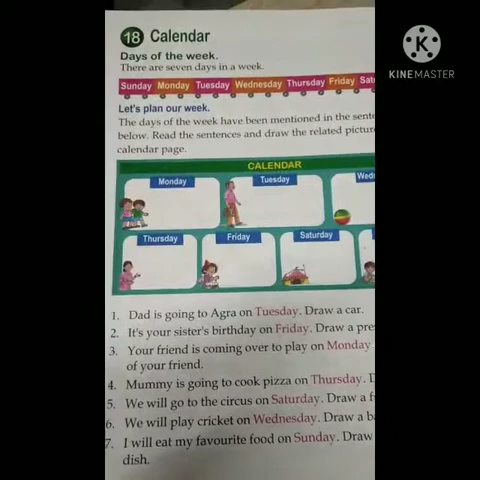 K
KINEMASTER
18 Calendar
Days of the week.
There are seven days in a week.
Sunday Monday Tuesday Wednesday Thursday Friday
Let's plan our week.
The days of the week have been mentioned in the
below. Read the sentences and draw the related
calendar page.
CALENDAR
Monday Tuesday
Thursday Friday Saturday
1. Dad is going to Agra on Tuesday. Draw a car.
2. It's your sister's birthday on Friday. Draw a
3. Your friend is coming over to play on Monday
of your friend.
4. Mummy is going to cook pizza on Thursday.
5. We will go to the circus on Saturday. Draw a
6. We will play cricket on Wednesday. Draw a
7. I will eat my favourite food on Sunday. Draw
dish.